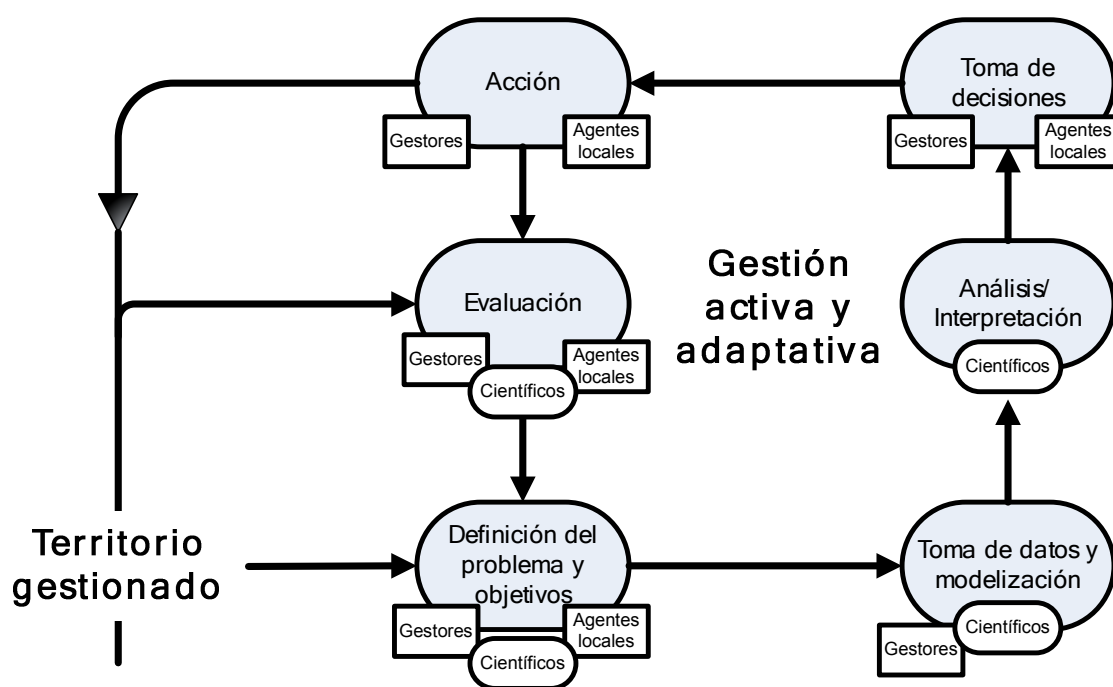 Acción
Gestores
Agentes
locales
Toma de
decisiones
Gestores
Agentes
locales
Evaluación
Gestores
Agentes
locales
Científicos
Gestión
activa y
adaptativa
Análisis/
Interpretación
Científicos
Territorio
gestionado
Definición del
problema y
objetivos
Gestores
Agentes
locales
Científicos
Toma de datos y
modelización
Científicos
Gestores